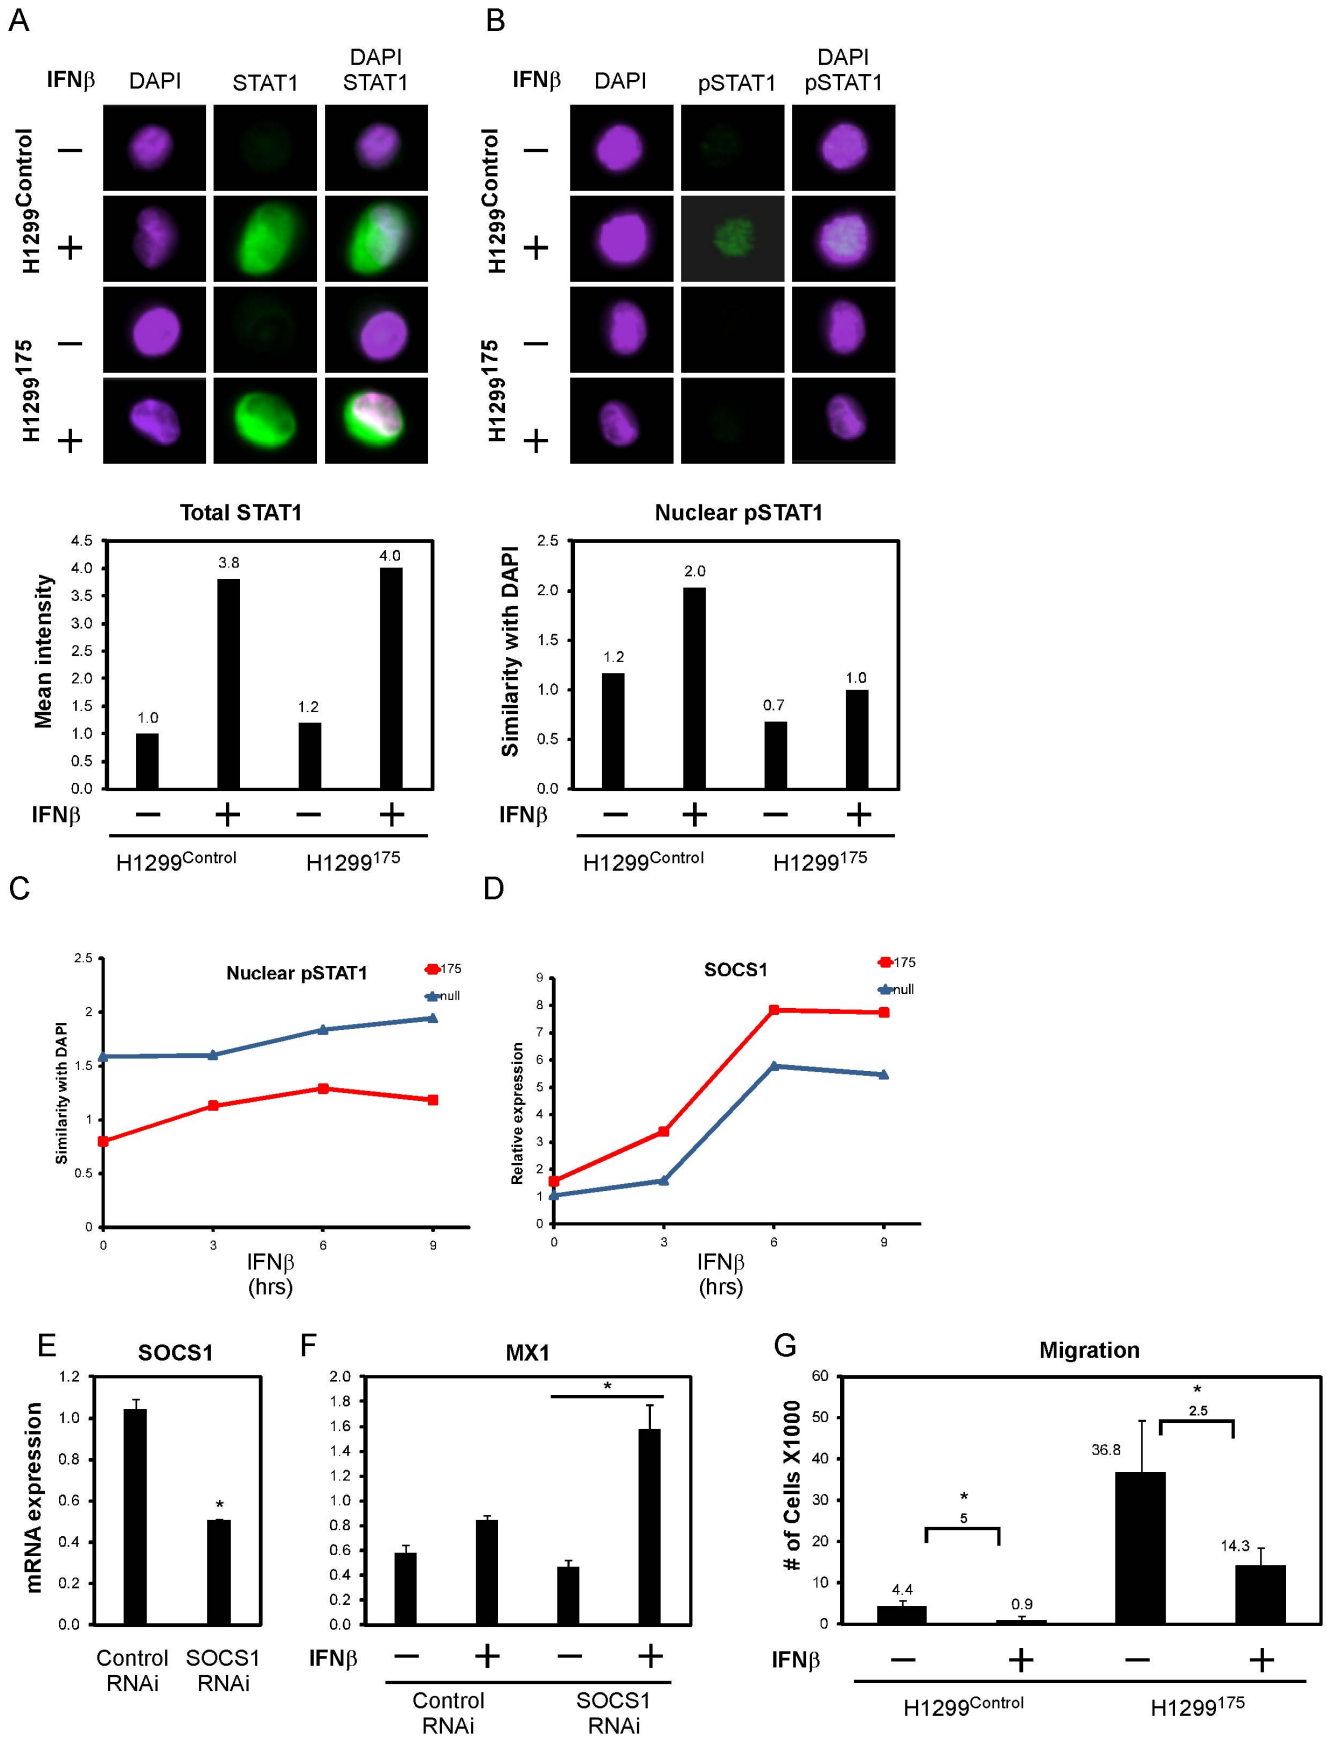 A
B
IFNβ
DAPI
STAT1
DAPI
STAT1
IFNβ
DAPI
pSTAT1
DAPI
pSTAT1
H1299Control
−
+
H1299175
−
+
H1299Control
−
+
H1299175
−
+
Total STAT1
Mean intensity
4.5
4.0
3.5
3.0
2.5
2.0
1.5
1.0
0.5
0.0
1.0
3.8
1.2
4.0
IFNβ
− + − +
H1299Control
H1299175
Nuclear pSTAT1
Similarity with DAPI
2.5
2.0
1.5
1.0
0.5
0.0
1.2
2.0
0.7
1.0
IFNβ
− + − +
H1299Control
H1299175
C
Nuclear pSTAT1
175
null
Similarity with DAPI
2.5
2
1.5
1
0.5
0
0 3 6 9
IFNβ
(hrs)
D
SOCS1
175
null
Relative expression
9
8
7
6
5
4
3
2
1
0
0 3 6 9
IFNβ
(hrs)
E
SOCS1
mRNA expression
1.2
1.0
0.8
0.6
0.4
0.2
0.0
*
Control
RNAi
SOCS1
RNAi
F
MX1
2.0
1.8
1.6
1.4
1.2
1.0
0.8
0.6
0.4
0.2
0.0
*
IFNβ
− + − +
Control
RNAi
SOCS1
RNAi
G
Migration
# of Cells X1000
60
50
40
30
20
10
0
*
5
*
2.5
4.4
0.9
36.8
14.3
IFNβ
− + − +
H1299Control
H1299175